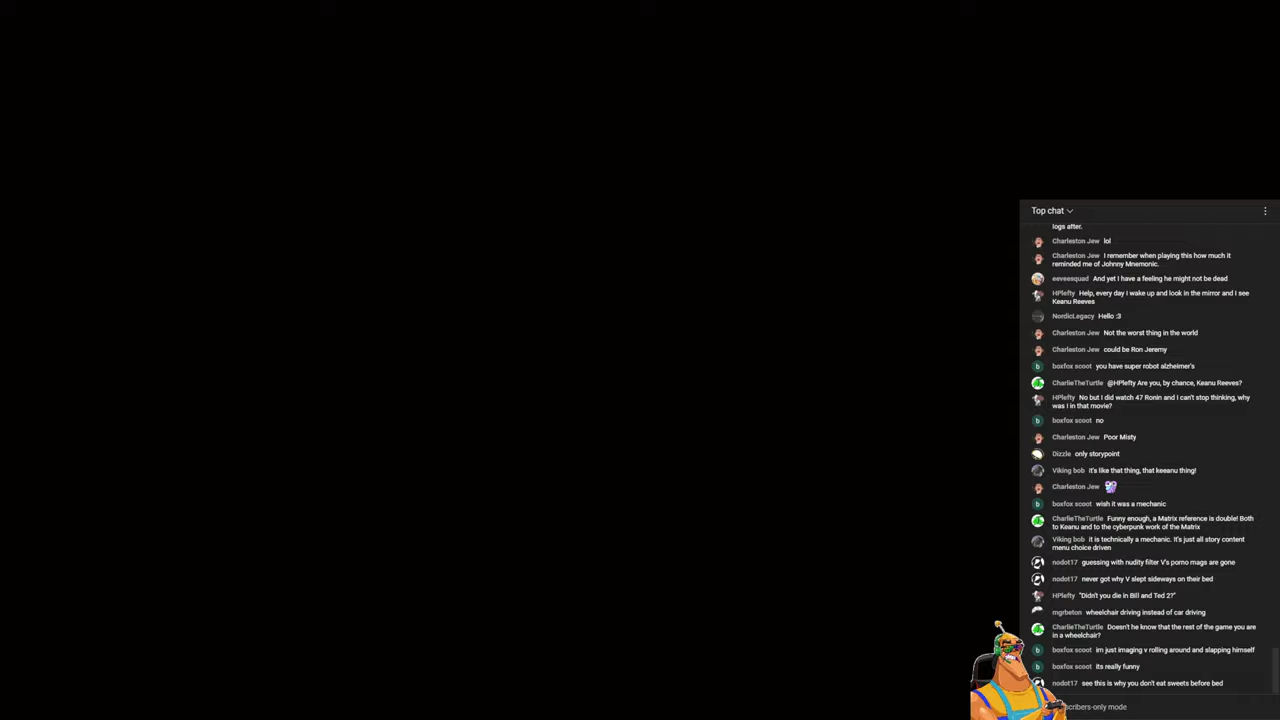 Top chat
logs after.
Charleston Jew lol
Charleston Jew I remember when playing this how much it
reminded me of Johnny Mnemonic.
eeveesquad And yet I have a feeling he might not be dead
HPlefty Help, every day I wake up and look in the mirror and I see
Keanu Reeves
NordicLegacy Hello :3
Charleston Jew Not the worst thing in the world
Charleston Jew could be Ron Jeremy
boxfox scoot you have super robot alzheimer's
CharlieTheTurtle @HPlefty Are you, by chance, Keanu Reeves?
HPlefty No but I did watch 47 Ronin and I can't stop thinking, why
was I in that movie?
boxfox scoot no
Charleston Jew Poor Misty
Dizzle only storypoint
Viking bob it's like that thing, that keeanu thing!
Charleston Jew
boxfox scoot wish it was a mechanic
CharlieTheTurtle Funny enough, a Matrix reference is double! Both
to Keanu and to the cyberpunk work of the Matrix
Viking bob it is technically a mechanic. It's just all story content
menu choice driven
nodot17 guessing with nudity filter V's porno mags are gone
nodot17 never got why V slept sideways on their bed
HPlefty "Didn't you die in Bill and Ted 2?"
mgrbeton wheelchair driving instead of car driving
CharlieTheTurtle Doesn't he know that the rest of the game you are
in a wheelchair?
boxfox scoot im just imaging v rolling around and slapping himself
boxfox scoot its really funny
nodot17 see this is why you don't eat sweets before bed
scribers-only mode